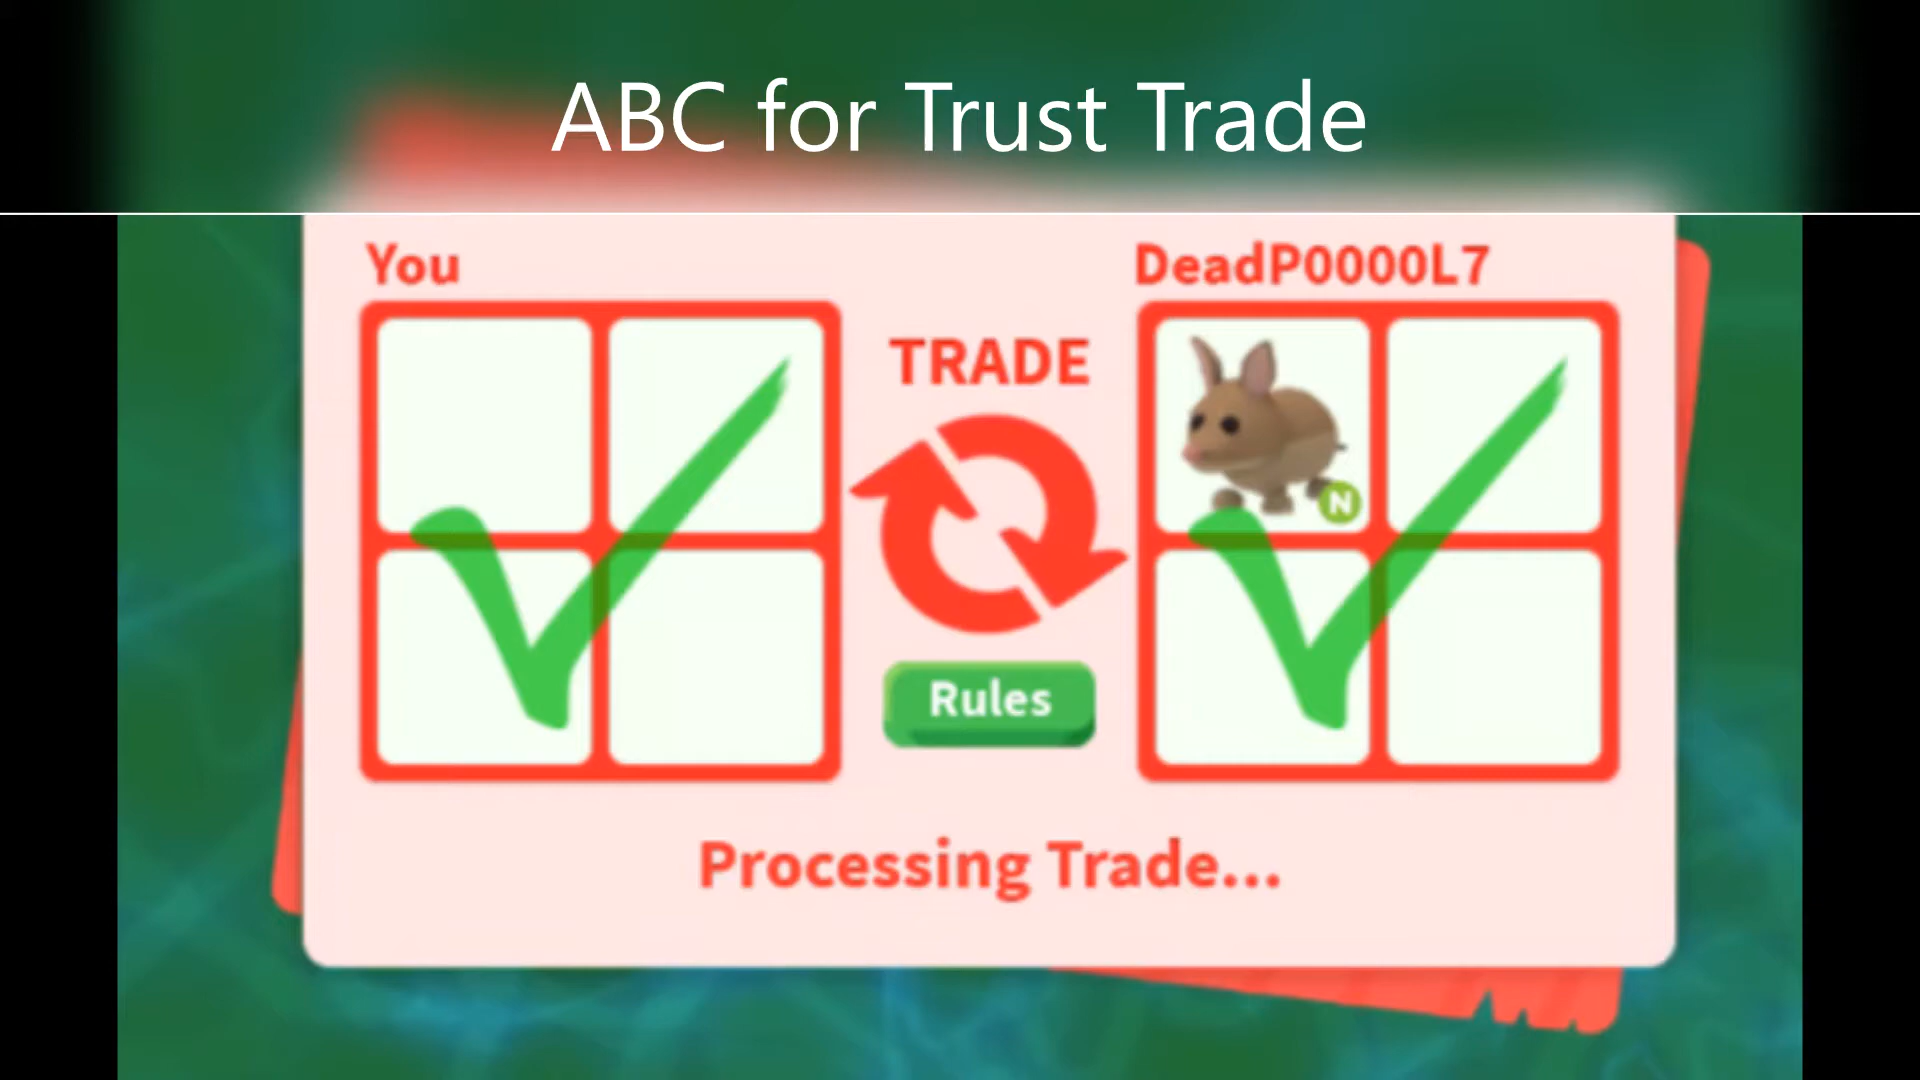 ABC for Trust Trade
You
DeadP0000L7
TRADE
N
Rules
Processing Trade...